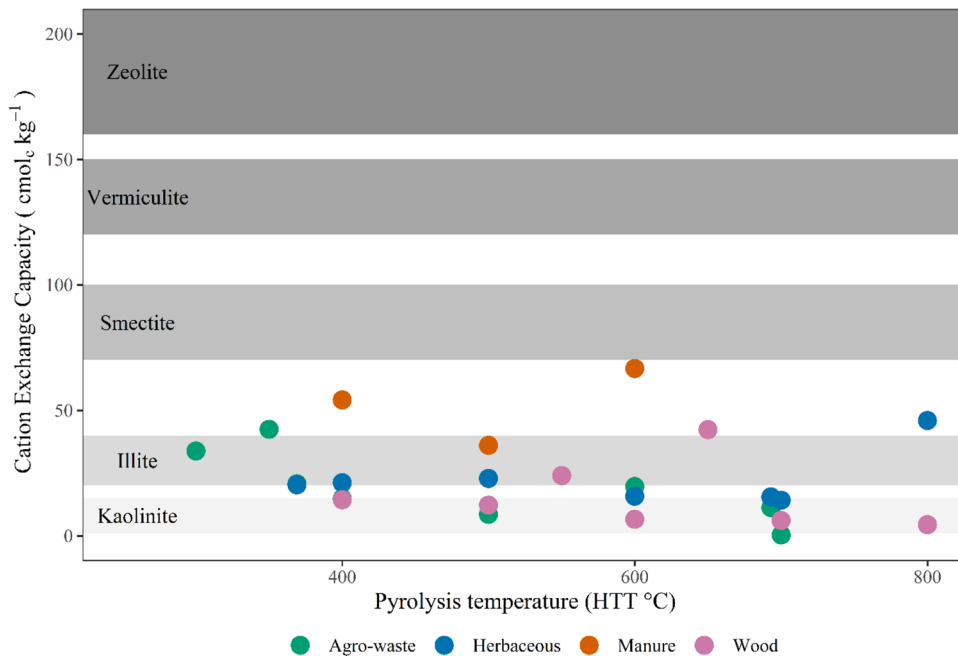 Cation Exchange Capacity ( cmol_c kg⁻¹)
200
150
100
50
0
Zeolite
Vermiculite
Smectite
Illite
Kaolinite
400 600 800
Pyrolysis temperature (HTT °C)
Agro-waste Herbaceous Manure Wood